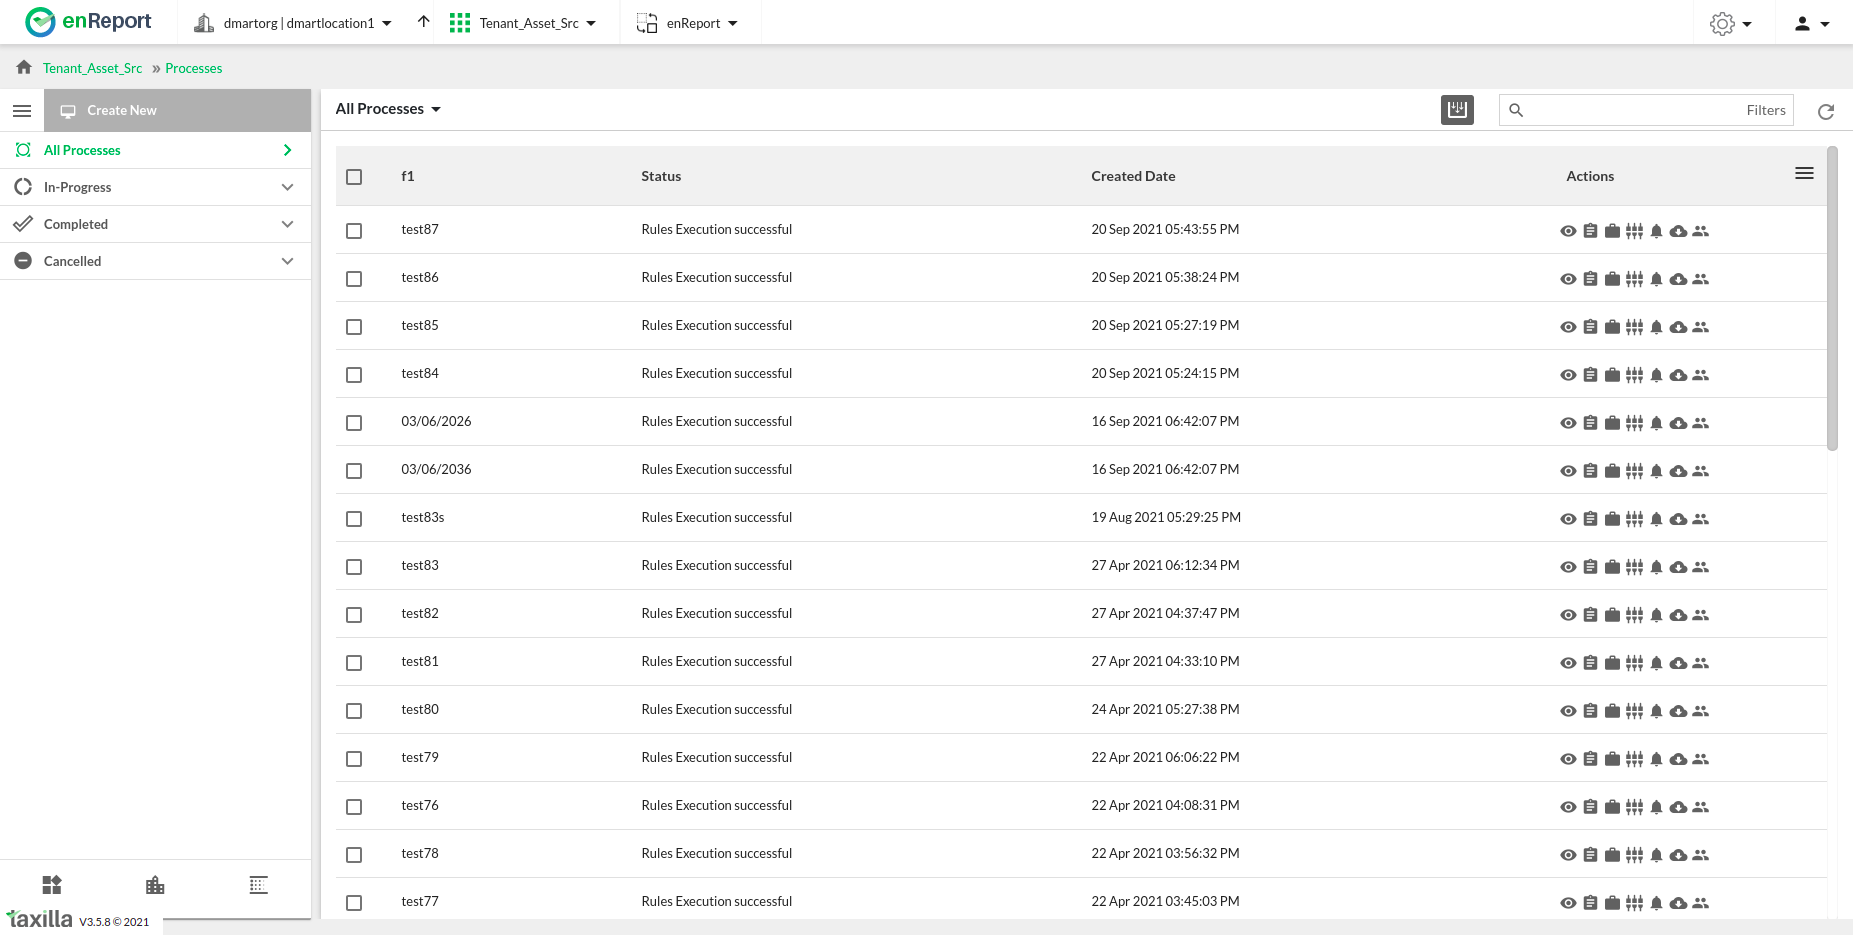 enReport
dmartorg | dmartlocation1
Tenant_Asset_Src
enReport
Tenant_Asset_Src » Processes
Create New
All Processes
In-Progress
Completed
Cancelled
All Processes
Filters
f1 Status Created Date Actions
test87 Rules Execution successful 20 Sep 2021 05:43:55 PM
test86 Rules Execution successful 20 Sep 2021 05:38:24 PM
test85 Rules Execution successful 20 Sep 2021 05:27:19 PM
test84 Rules Execution successful 20 Sep 2021 05:24:15 PM
03/06/2026 Rules Execution successful 16 Sep 2021 06:42:07 PM
03/06/2036 Rules Execution successful 16 Sep 2021 06:42:07 PM
test83s Rules Execution successful 19 Aug 2021 05:29:25 PM
test83 Rules Execution successful 27 Apr 2021 06:12:34 PM
test82 Rules Execution successful 27 Apr 2021 04:37:47 PM
test81 Rules Execution successful 27 Apr 2021 04:33:10 PM
test80 Rules Execution successful 24 Apr 2021 05:27:38 PM
test79 Rules Execution successful 22 Apr 2021 06:06:22 PM
test76 Rules Execution successful 22 Apr 2021 04:08:31 PM
test78 Rules Execution successful 22 Apr 2021 03:56:32 PM
test77 Rules Execution successful 22 Apr 2021 03:45:03 PM
taxilla V3.5.8 © 2021